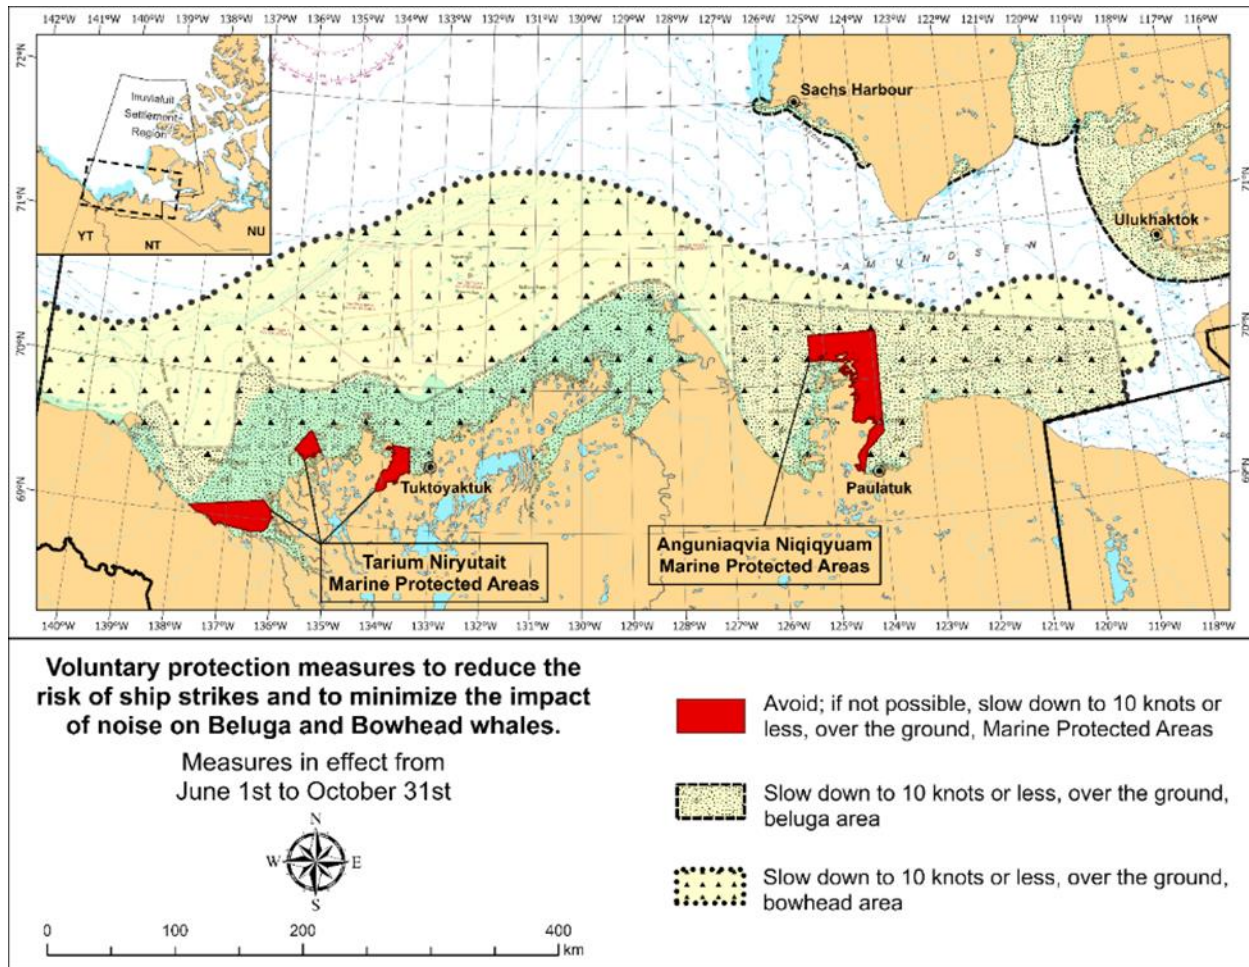 142°W 140°W 139°W 138°W 137°W 136°W 135°W 134°W 133°W 132°W 131°W 130°W 129°W 128°W 127°W 126°W 125°W 124°W 123°W 122°W 121°W 120°W 119°W 118°W 116°W
72°N
71°N
70°N
69°N
71°N
70°N
69°N
Inuvialuit
Settlement
Region
YT
NT
NU
Sachs Harbour
Ulukhaktok
AMUNDSEN
Tuktoyaktuk
Paulatuk
Tarium Niryutait
Marine Protected Areas
Anguniaqvia Niqiqyuam
Marine Protected Areas
140°W 139°W 138°W 137°W 136°W 135°W 134°W 133°W 132°W 131°W 130°W 129°W 128°W 127°W 126°W 125°W 124°W 123°W 122°W 121°W 120°W 119°W 118°W
Voluntary protection measures to reduce the
risk of ship strikes and to minimize the impact
of noise on Beluga and Bowhead whales.
Measures in effect from
June 1st to October 31st
N
W E
S
0 100 200 400
km
Avoid; if not possible, slow down to 10 knots or
less, over the ground, Marine Protected Areas
Slow down to 10 knots or less, over the ground,
beluga area
Slow down to 10 knots or less, over the ground,
bowhead area